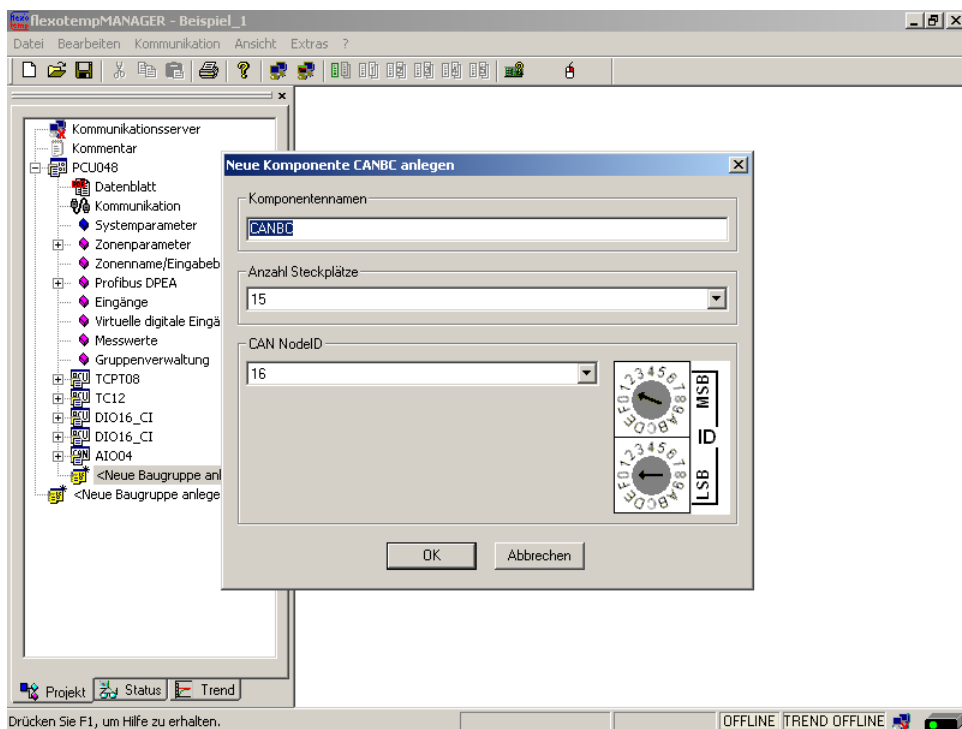 flexotempMANAGER - Beispiel_1
Datei Bearbeiten Kommunikation Ansicht Extras ?
Kommunikationsserver
Kommentar
PCU048
Datenblatt
Kommunikation
Systemparameter
Zonenparameter
Zonenname/Eingabeb
Profibus DPEA
Eingänge
Virtuelle digitale Eingä
Messwerte
Gruppenverwaltung
TCPT08
TC12
DIO16_CI
DIO16_CI
AIO04
<Neue Baugruppe anl
<Neue Baugruppe anlege
Neue Komponente CANBC anlegen
Komponentennamen
CANBC
Anzahl Steckplätze
15
CAN NodeID
16
0123456789ABCDEF
MSB
ID
0123456789ABCDEF
LSB
OK Abbrechen
Projekt Status Trend
Drücken Sie F1, um Hilfe zu erhalten.
OFFLINE TREND OFFLINE